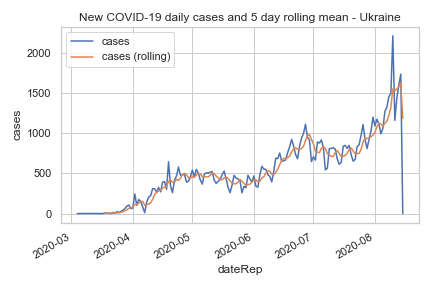 New COVID-19 daily cases and 5 day rolling mean - Ukraine
cases
cases (rolling)
2000
1500
1000
500
0
cases
2020-03
2020-04
2020-05
2020-06
2020-07
2020-08
dateRep